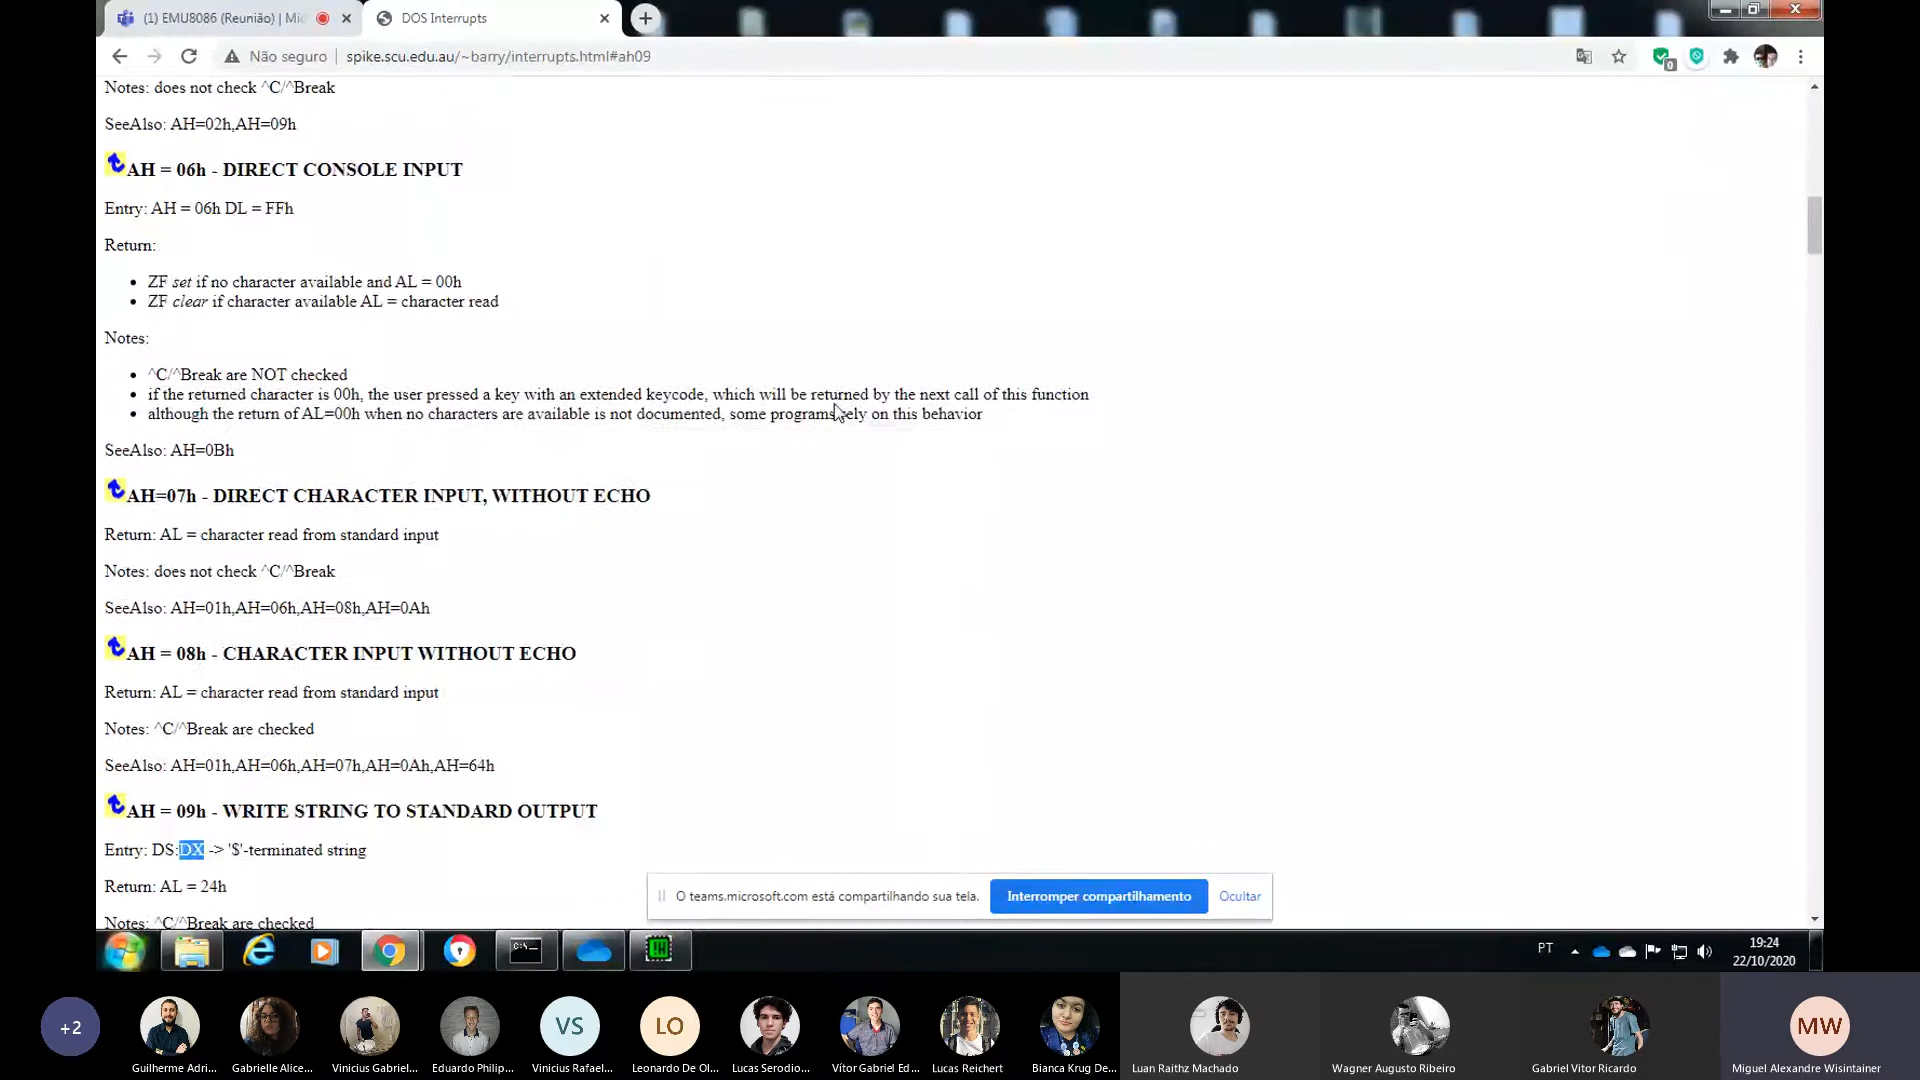 (1) EMU8086 (Reunião) | Mic
DOS Interrupts
Não seguro
spike.scu.edu.au/~barry/interrupts.html#ah09
0
Notes: does not check ^C/^Break
SeeAlso: AH=02h,AH=09h
AH = 06h - DIRECT CONSOLE INPUT
Entry: AH = 06h DL = FFh
Return:
ZF set if no character available and AL = 00h
ZF clear if character available AL = character read
Notes:
^C/^Break are NOT checked
if the returned character is 00h, the user pressed a key with an extended keycode, which will be returned by the next call of this function
although the return of AL=00h when no characters are available is not documented, some programs rely on this behavior
SeeAlso: AH=0Bh
AH=07h - DIRECT CHARACTER INPUT, WITHOUT ECHO
Return: AL = character read from standard input
Notes: does not check ^C/^Break
SeeAlso: AH=01h,AH=06h,AH=08h,AH=0Ah
AH = 08h - CHARACTER INPUT WITHOUT ECHO
Return: AL = character read from standard input
Notes: ^C/^Break are checked
SeeAlso: AH=01h,AH=06h,AH=07h,AH=0Ah,AH=64h
AH = 09h - WRITE STRING TO STANDARD OUTPUT
Entry: DS:DX -> '$'-terminated string
Return: AL = 24h
Notes: ^C/^Break are checked
O teams.microsoft.com está compartilhando sua tela.
Interromper compartilhamento
Ocultar
C:\_
PT
19:24
22/10/2020
+2
VS
LO
MW
Guilherme Adri...
Gabrielle Alice...
Vinicius Gabriel...
Eduardo Philip...
Vinicius Rafael...
Leonardo De Ol...
Lucas Serodio...
Vítor Gabriel Ed...
Lucas Reichert
Bianca Krug De...
Luan Raithz Machado
Wagner Augusto Ribeiro
Gabriel Vitor Ricardo
Miguel Alexandre Wisintainer